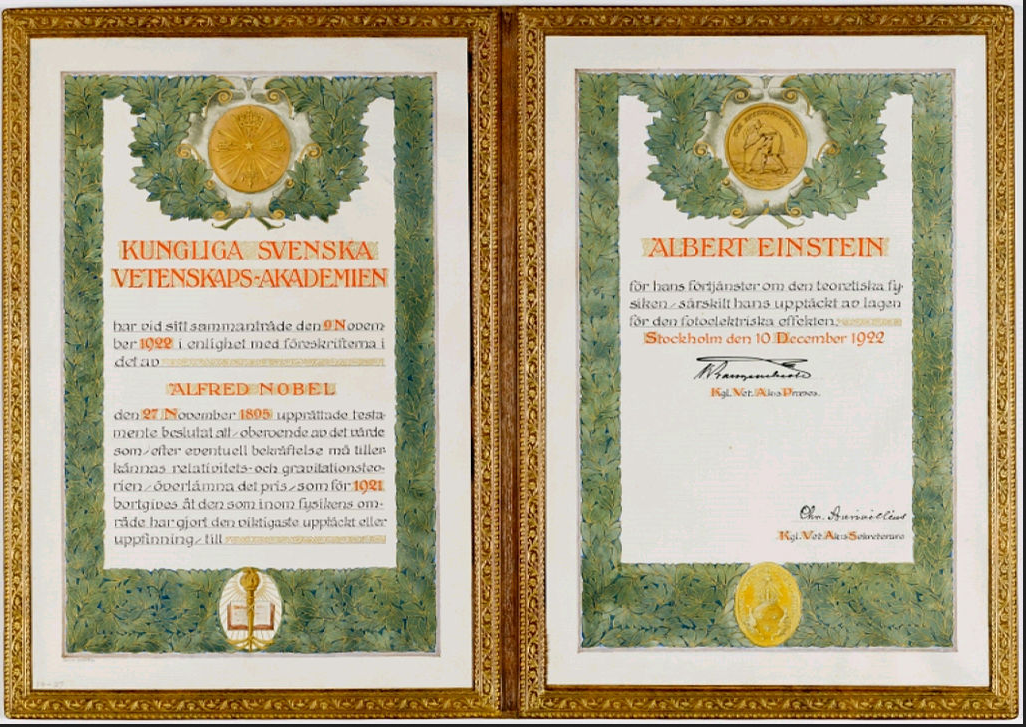 KUNGLIGA SVENSKA
VETENSKAPS-AKADEMIEN
har vid sitt sammanträde den 9 Novem
ber 1922 i enlighet med föreskrifterna i
det av
ALFRED NOBEL
den 27 November 1895 upprättade testa-
mente beslutat att, oberoende av det värde
som, efter eventuell bekräftelse må tiller-
kännas relativitets- och gravitationsteo-
rien, överlämna det pris, som för 1921
bortgives åt den som inom fysikens om-
råde har gjort den viktigaste upptäckt eller
uppfinning, till
ALBERT EINSTEIN
för hans förtjänster om den teoretiska fy-
siken, särskilt hans upptäckt av lagen
för den fotoelektriska effekten.
Stockholm den 10 December 1922
Kgl. Vet. Ak:s Præses.
Chr. Aurivillius
Kgl. Vet. Ak:s Sekreterare